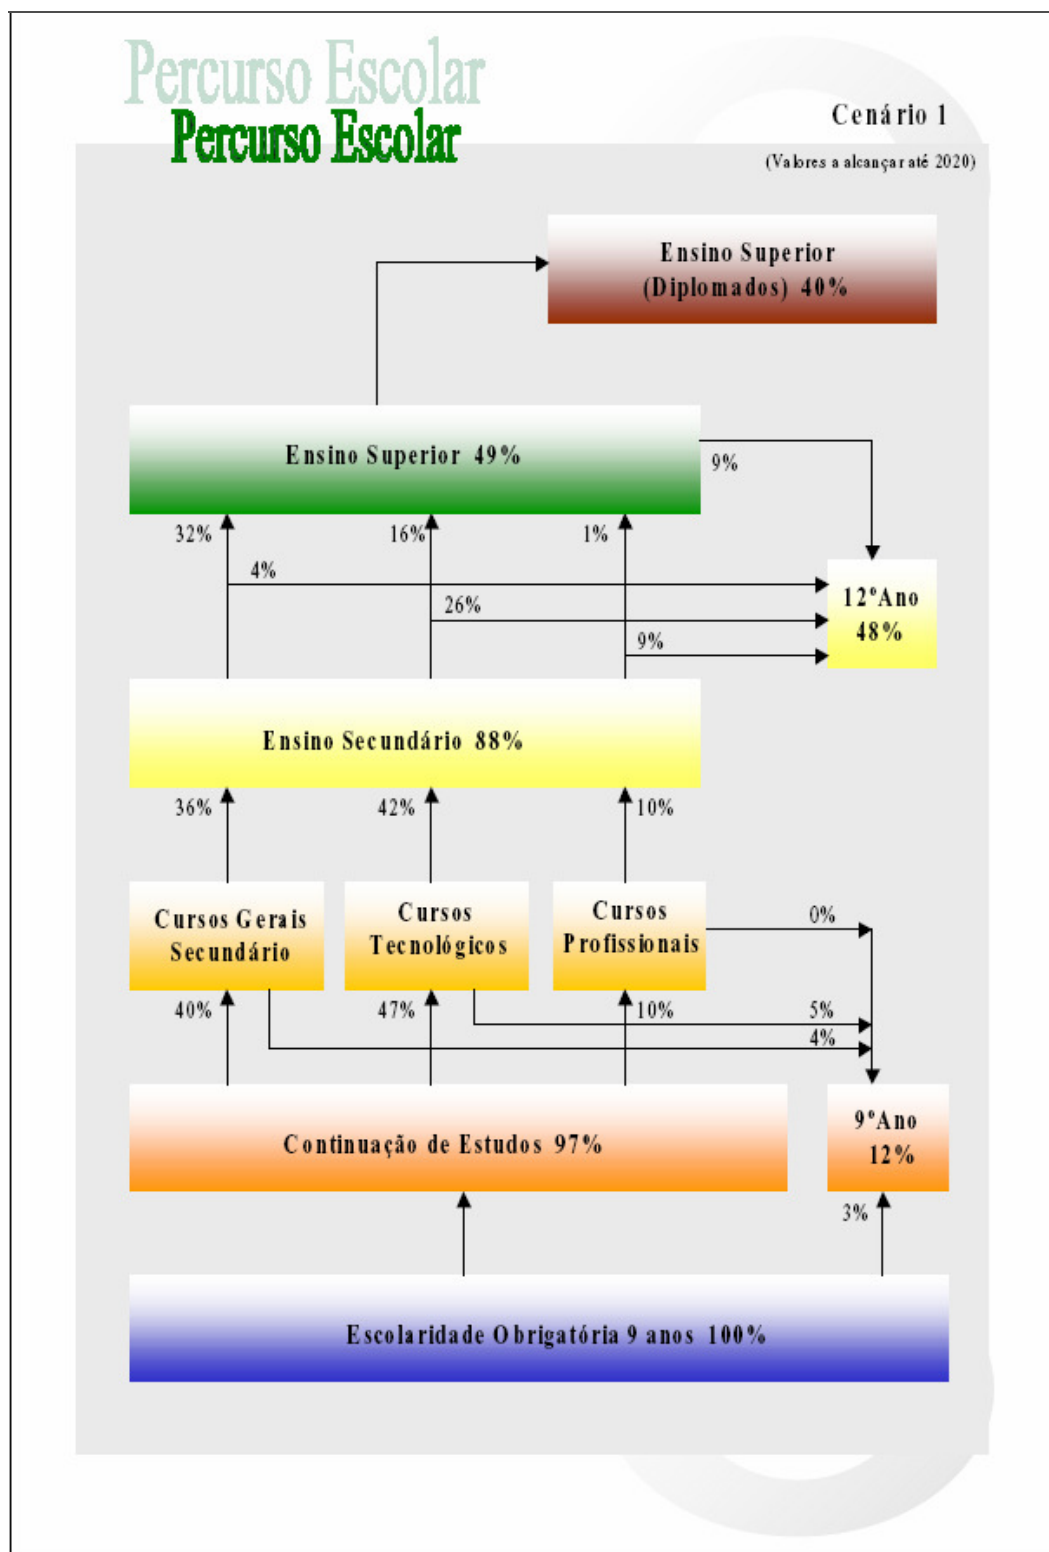 Percurso Escolar
Percurso Escolar
Cenário 1
(Valores a alcançar até 2020)
Ensino Superior
(Diplomados) 40%
Ensino Superior 49%
9%
32%
16%
1%
4%
26%
9%
12ºAno
48%
Ensino Secundário 88%
36%
42%
10%
Cursos Gerais
Secundário
Cursos
Tecnológicos
Cursos
Profissionais
0%
40%
47%
10%
5%
4%
Continuação de Estudos 97%
9ºAno
12%
3%
Escolaridade Obrigatória 9 anos 100%